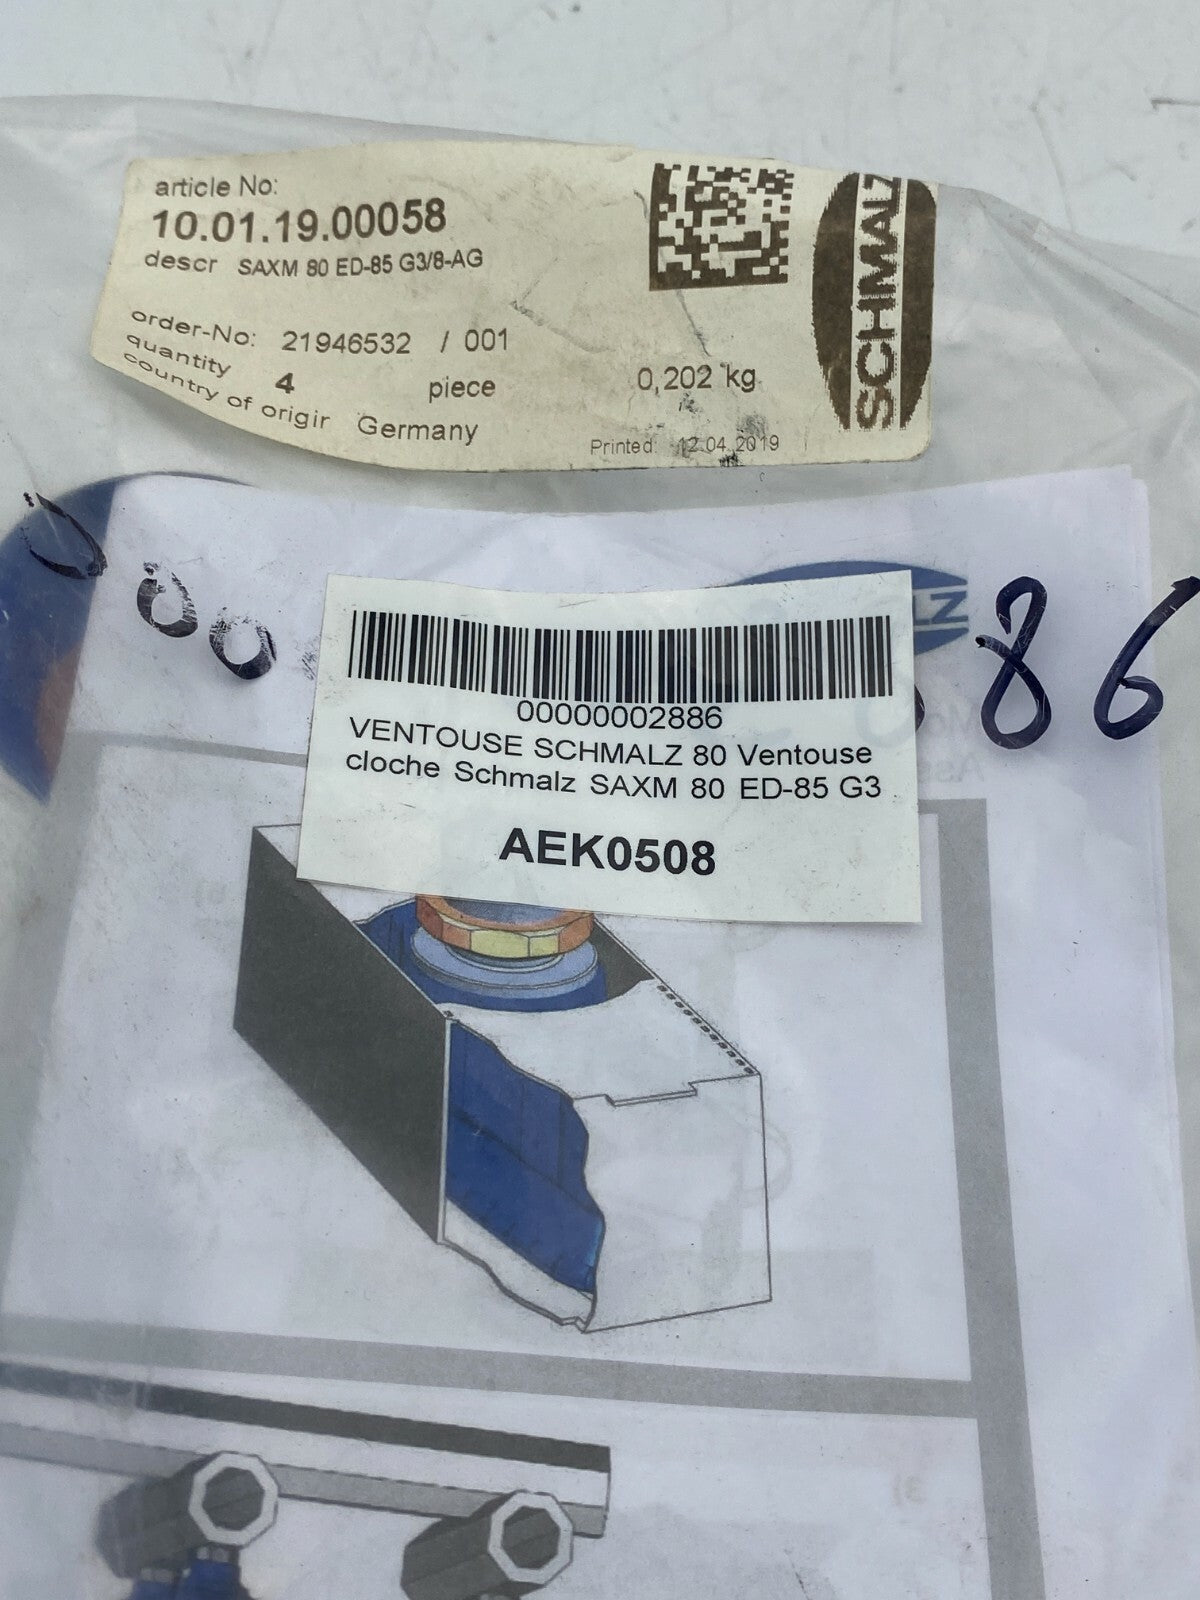 article No:
10.01.19.00058
descr SAXM 80 ED-85 G3/8-AG
order-No: 21946532 / 001
quantity 4 piece 0,202 kg
country of origin Germany
Printed: 12.04.2019
SCHMALZ
LZ
86
00000002886
VENTOUSE SCHMALZ 80 Ventouse
cloche Schmalz SAXM 80 ED-85 G3
AEK0508